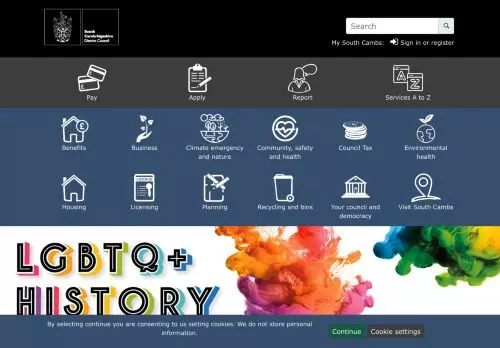 South
Cambridgeshire
District Council
Search
My South Cambs: Sign in or register
Pay
Apply
Report
A
Z
Services A to Z
£
Benefits
Business
Climate emergency
and nature
Community, safety
and health
Council Tax
Environmental
health
LICENCE
Housing
Licensing
Planning
Recycling and bins
Your council and
democracy
Visit South Cambs
LGBTQ+
HISTORY
By selecting continue you are consenting to us setting cookies. We do not store personal
information.
Continue
Cookie settings